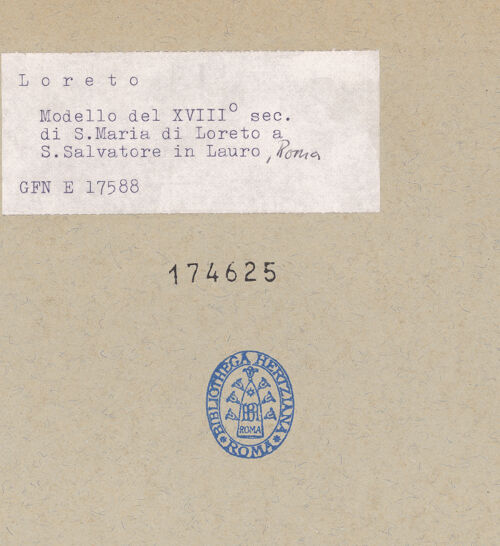 Loreto
Modello del XVIIIº sec.
di S.Maria di Loreto a
S.Salvatore in Lauro, Roma
GFN E 17588
174625
BIBLIOTHECA HERTZIANA
ROMA
ROMA